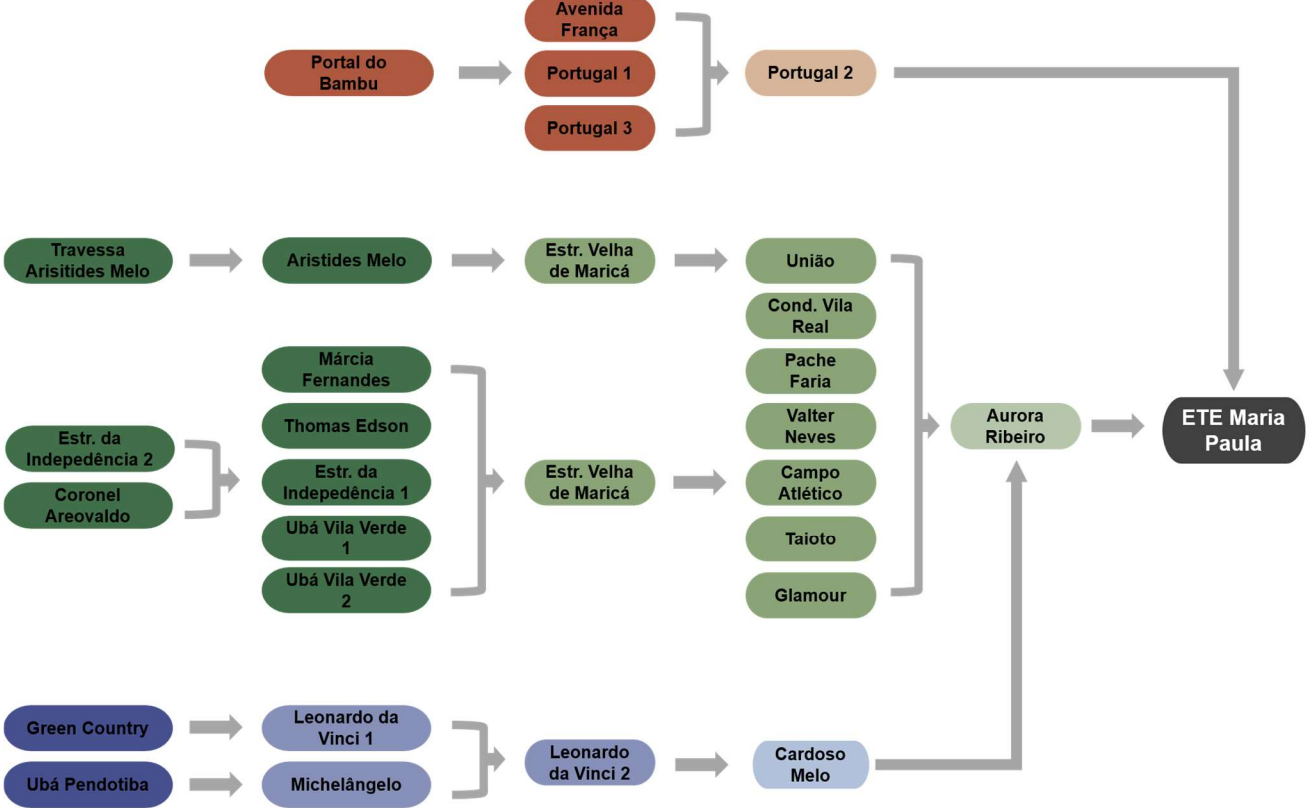 Avenida
França
Portal do
Bambu
Portugal 1
Portugal 2
Portugal 3
Travessa
Arisitides Melo
Aristides Melo
Estr. Velha
de Maricá
União
Cond. Vila
Real
Márcia
Fernandes
Pache
Faria
Thomas Edson
Valter
Neves
Aurora
Ribeiro
ETE Maria
Paula
Estr. da
Indepedência 2
Coronel
Areovaldo
Estr. da
Indepedência 1
Estr. Velha
de Maricá
Campo
Atlético
Ubá Vila Verde
1
Taioto
Ubá Vila Verde
2
Glamour
Green Country
Leonardo da
Vinci 1
Leonardo
da Vinci 2
Cardoso
Melo
Ubá Pendotiba
Michelângelo